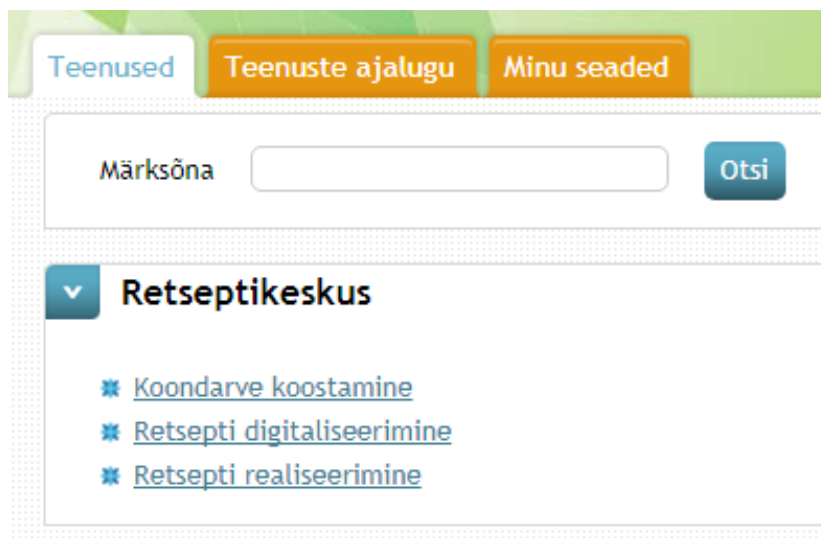 Teenused Teenuste ajalugu Minu seaded
Märksõna Otsi
Retseptikeskus
Koondarve koostamine
Retsepti digitaliseerimine
Retsepti realiseerimine